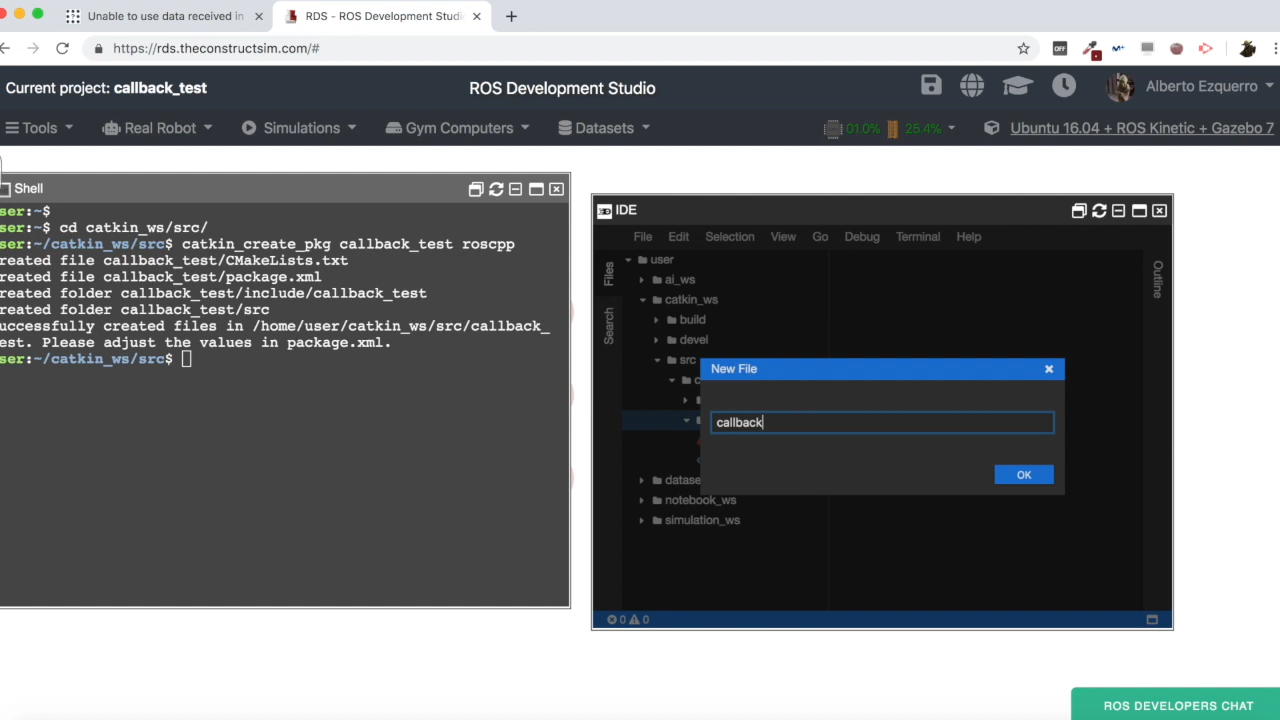 Unable to use data received in
RDS - ROS Development Studio
https://rds.theconstructsim.com/#
OFF
Current project: callback_test
ROS Development Studio
Alberto Ezquerro
Tools
Real Robot
Simulations
Gym Computers
Datasets
01.0%
25.4%
Ubuntu 16.04 + ROS Kinetic + Gazebo 7
Shell
ser:~$
ser:~$ cd catkin_ws/src/
ser:~/catkin_ws/src$ catkin_create_pkg callback_test roscpp
reated file callback_test/CMakeLists.txt
reated file callback_test/package.xml
reated folder callback_test/include/callback_test
reated folder callback_test/src
uccessfully created files in /home/user/catkin_ws/src/callback_
est. Please adjust the values in package.xml.
ser:~/catkin_ws/src$
IDE
File Edit Selection View Go Debug Terminal Help
Files
Search
Outline
user
ai_ws
catkin_ws
build
devel
src
c
datase
notebook_ws
simulation_ws
New File
callback
OK
0 0
ROS DEVELOPERS CHAT